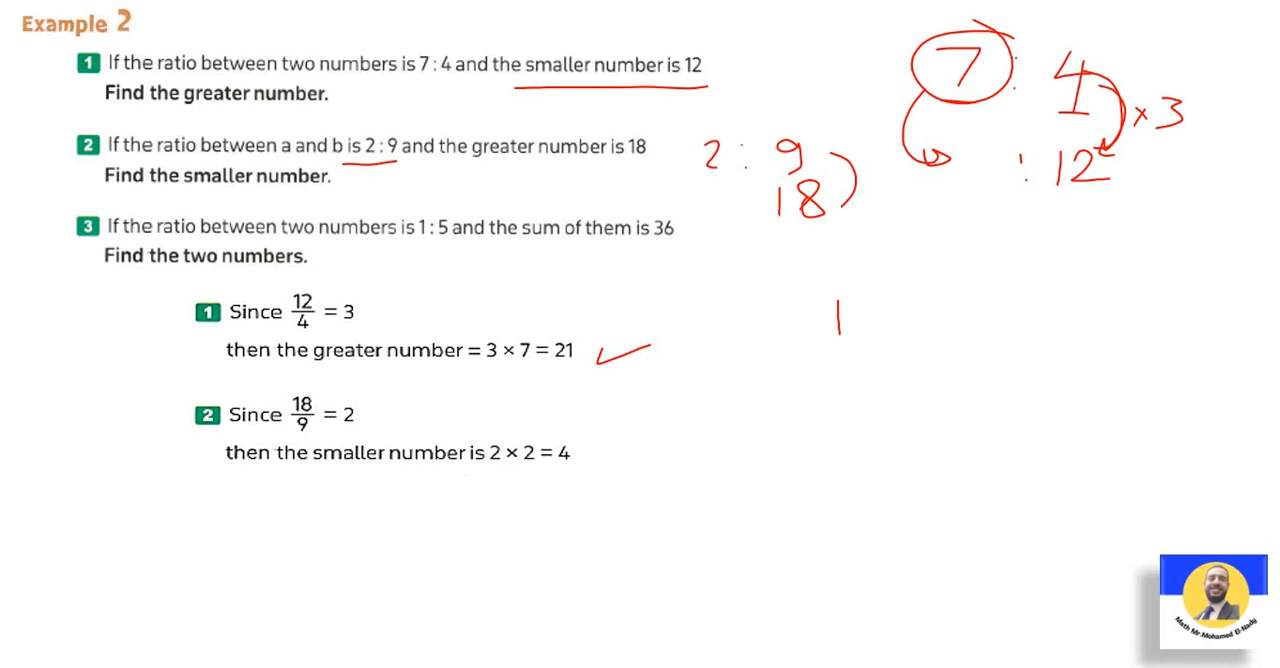 Example 2
1 If the ratio between two numbers is 7 : 4 and the smaller number is 12
Find the greater number.
2 If the ratio between a and b is 2 : 9 and the greater number is 18
Find the smaller number.
3 If the ratio between two numbers is 1 : 5 and the sum of them is 36
Find the two numbers.
7 : 4
× 3
: 12
2 : 9
18
1 Since 12/4 = 3
then the greater number = 3 × 7 = 21
2 Since 18/9 = 2
then the smaller number is 2 × 2 = 4
Math Mr.Mohamed El-Nady